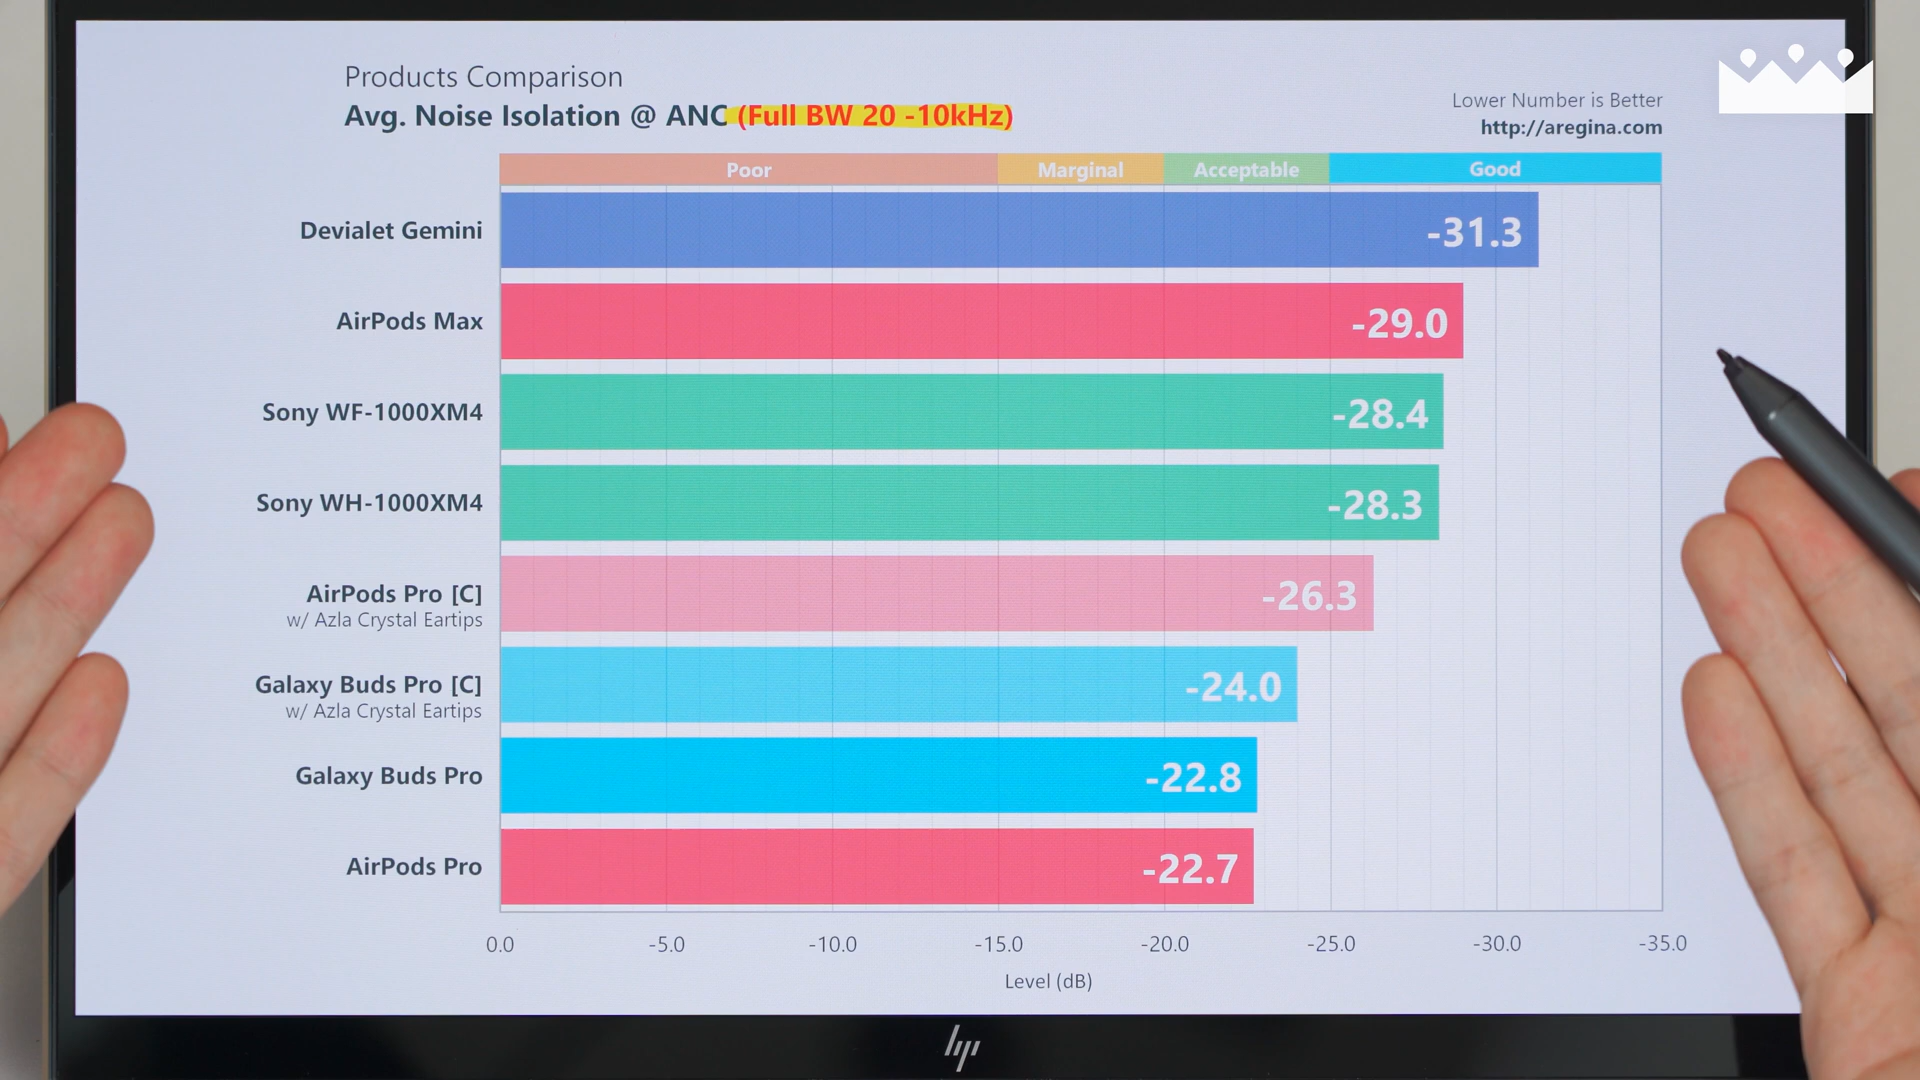 Products Comparison
Avg. Noise Isolation @ ANC (Full BW 20 -10kHz)
Lower Number is Better
http://aregina.com
Poor
Marginal
Acceptable
Good
Devialet Gemini
-31.3
AirPods Max
-29.0
Sony WF-1000XM4
-28.4
Sony WH-1000XM4
-28.3
AirPods Pro [C]
w/ Azla Crystal Eartips
-26.3
Galaxy Buds Pro [C]
w/ Azla Crystal Eartips
-24.0
Galaxy Buds Pro
-22.8
AirPods Pro
-22.7
0.0
-5.0
-10.0
-15.0
-20.0
-25.0
-30.0
-35.0
Level (dB)
hp